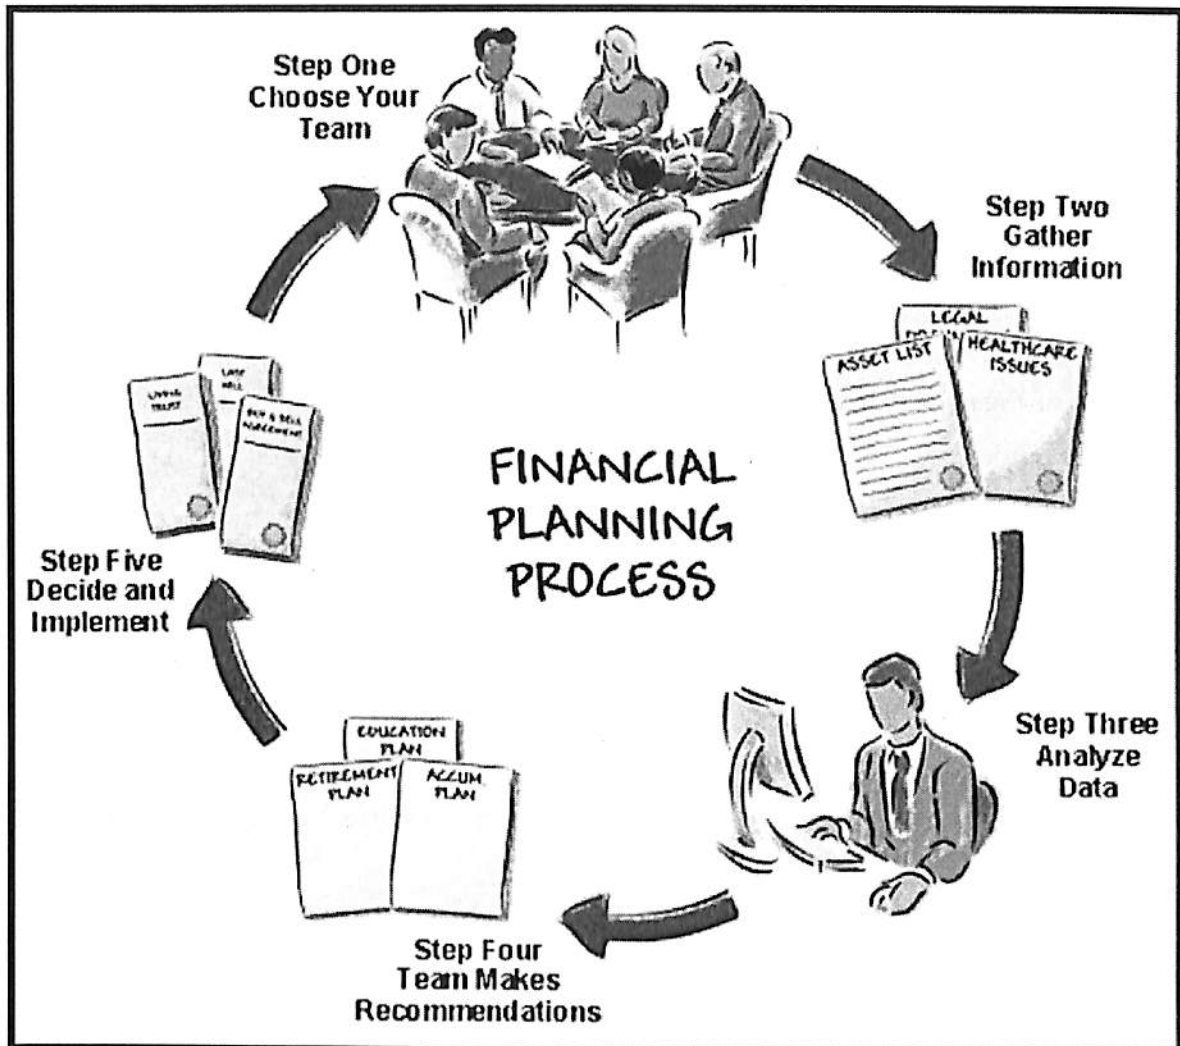 Step One
Choose Your
Team
Step Two
Gather
Information
LEGAL
ASSET LIST
HEALTHCARE
ISSUES
FINANCIAL
PLANNING
PROCESS
Step Three
Analyze
Data
EDUCATION
PLAN
RETIREMENT
PLAN
ACCUM.
PLAN
Step Four
Team Makes
Recommendations
LIVING
TRUST
LAST
WILL
BUY & SELL
AGREEMENT
Step Five
Decide and
Implement